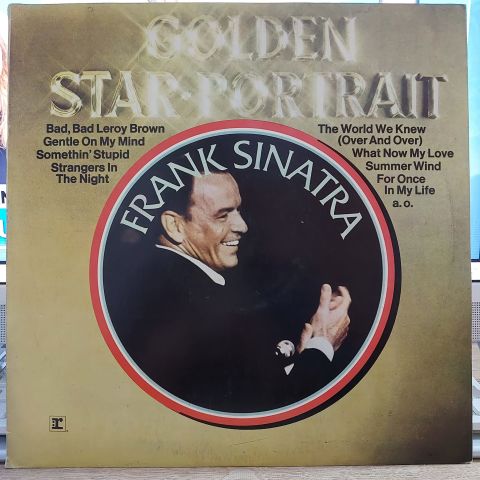 GOLDEN
STAR·PORTRAIT
Bad, Bad Leroy Brown
Gentle On My Mind
Somethin' Stupid
Strangers In
The Night
The World We Knew
(Over And Over)
What Now My Love
Summer Wind
For Once
In My Life
a. o.
FRANK SINATRA
r